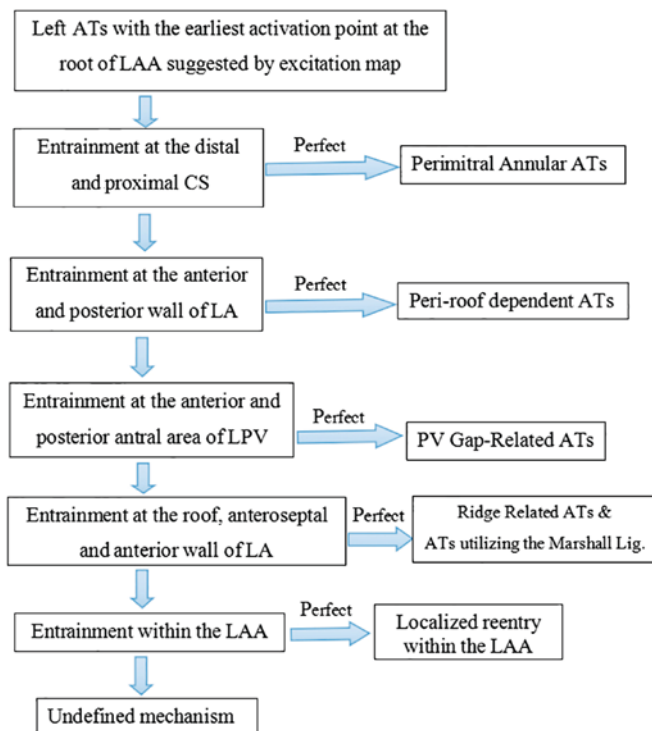 Left ATs with the earliest activation point at the
root of LAA suggested by excitation map
Entrainment at the distal
and proximal CS
Perfect
Perimitral Annular ATs
Entrainment at the anterior
and posterior wall of LA
Perfect
Peri-roof dependent ATs
Entrainment at the anterior and
posterior antral area of LPV
Perfect
PV Gap-Related ATs
Entrainment at the roof, anteroseptal
and anterior wall of LA
Perfect
Ridge Related ATs &
ATs utilizing the Marshall Lig.
Entrainment within the LAA
Perfect
Localized reentry
within the LAA
Undefined mechanism